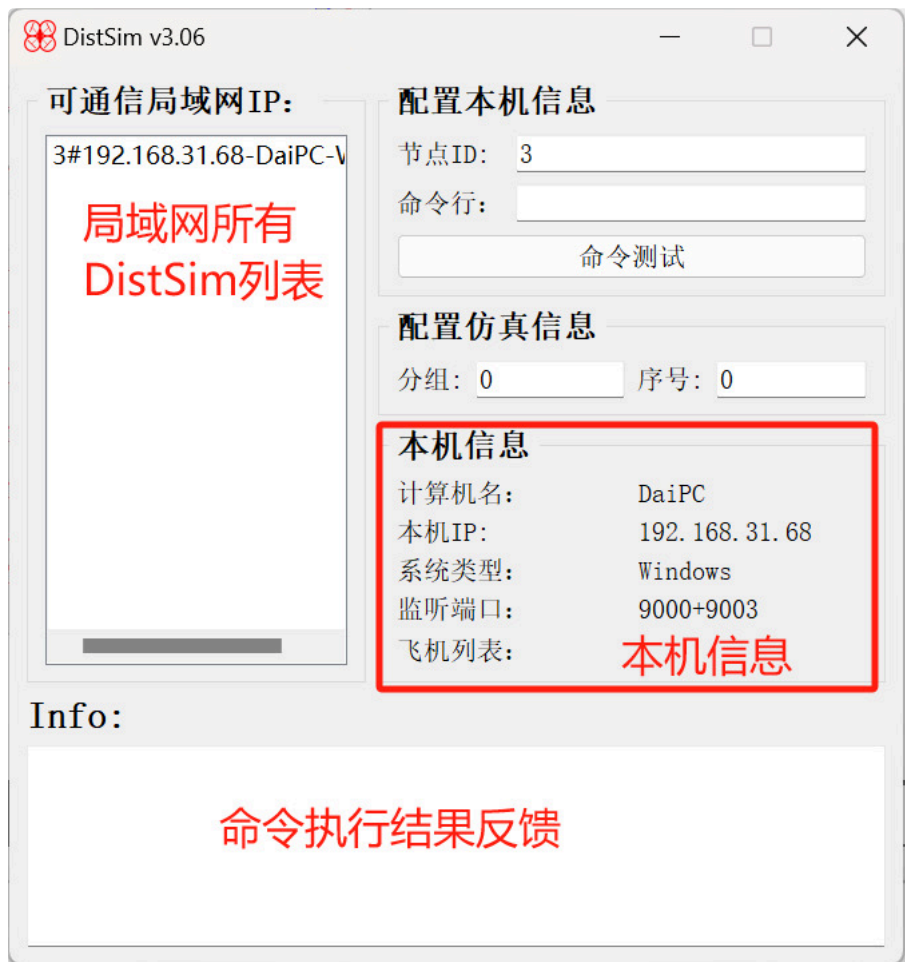 DistSim v3.06
可通信局域网IP:
3#192.168.31.68-DaiPC-W
局域网所有
DistSim列表
配置本机信息
节点ID: 3
命令行:
命令测试
配置仿真信息
分组: 0 序号: 0
本机信息
计算机名: DaiPC
本机IP: 192.168.31.68
系统类型: Windows
监听端口: 9000+9003
飞机列表:
本机信息
Info:
命令执行结果反馈